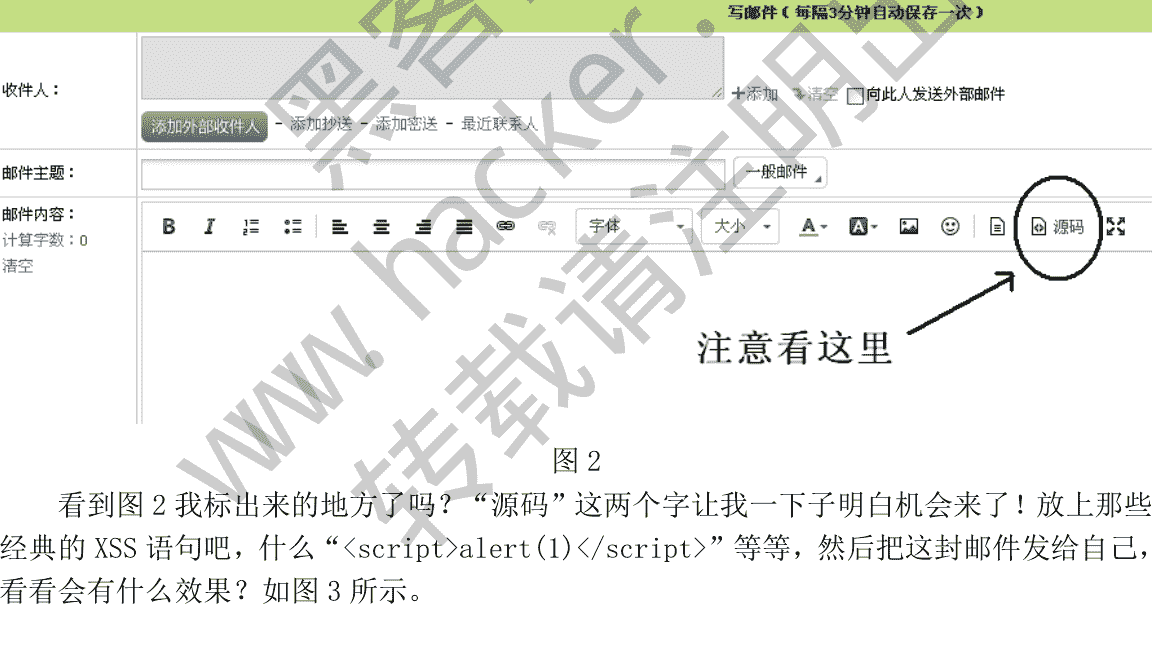 写邮件（每隔3分钟自动保存一次）
收件人：
+添加 清空 向此人发送外部邮件
添加外部收件人 - 添加抄送 - 添加密送 - 最近联系人
邮件主题：
一般邮件
邮件内容：
计算字数：0
清空
B I 字体 大小 A A 源码
注意看这里
图 2
看到图 2 我标出来的地方了吗？“源码”这两个字让我一下子明白机会来了！放上那些
经典的 XSS 语句吧，什么“<script>alert(1)</script>”等等，然后把这封邮件发给自己，
看看会有什么效果？如图 3 所示。
黑客
www.hacker.
转载请注明出